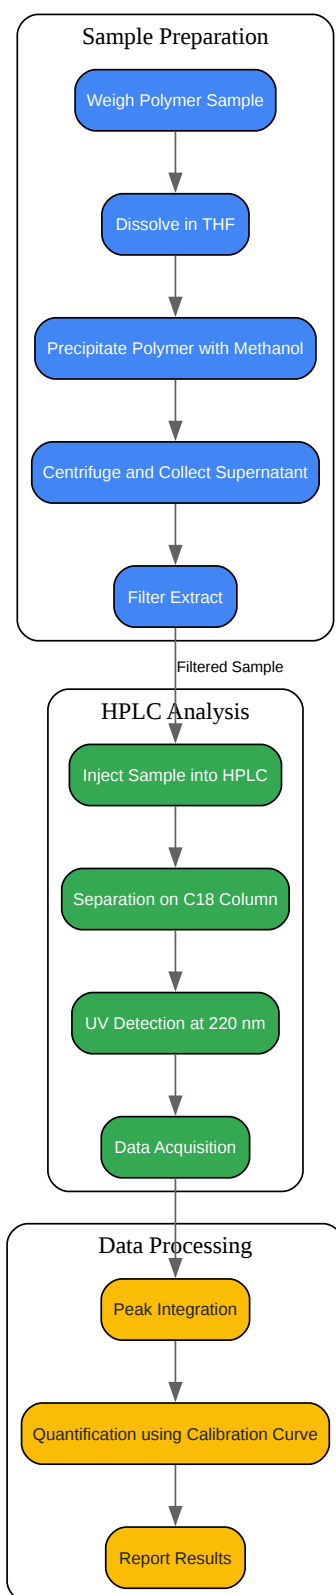 Sample Preparation
Weigh Polymer Sample
Dissolve in THF
Precipitate Polymer with Methanol
Centrifuge and Collect Supernatant
Filter Extract
Filtered Sample
HPLC Analysis
Inject Sample into HPLC
Separation on C18 Column
UV Detection at 220 nm
Data Acquisition
Data Processing
Peak Integration
Quantification using Calibration Curve
Report Results